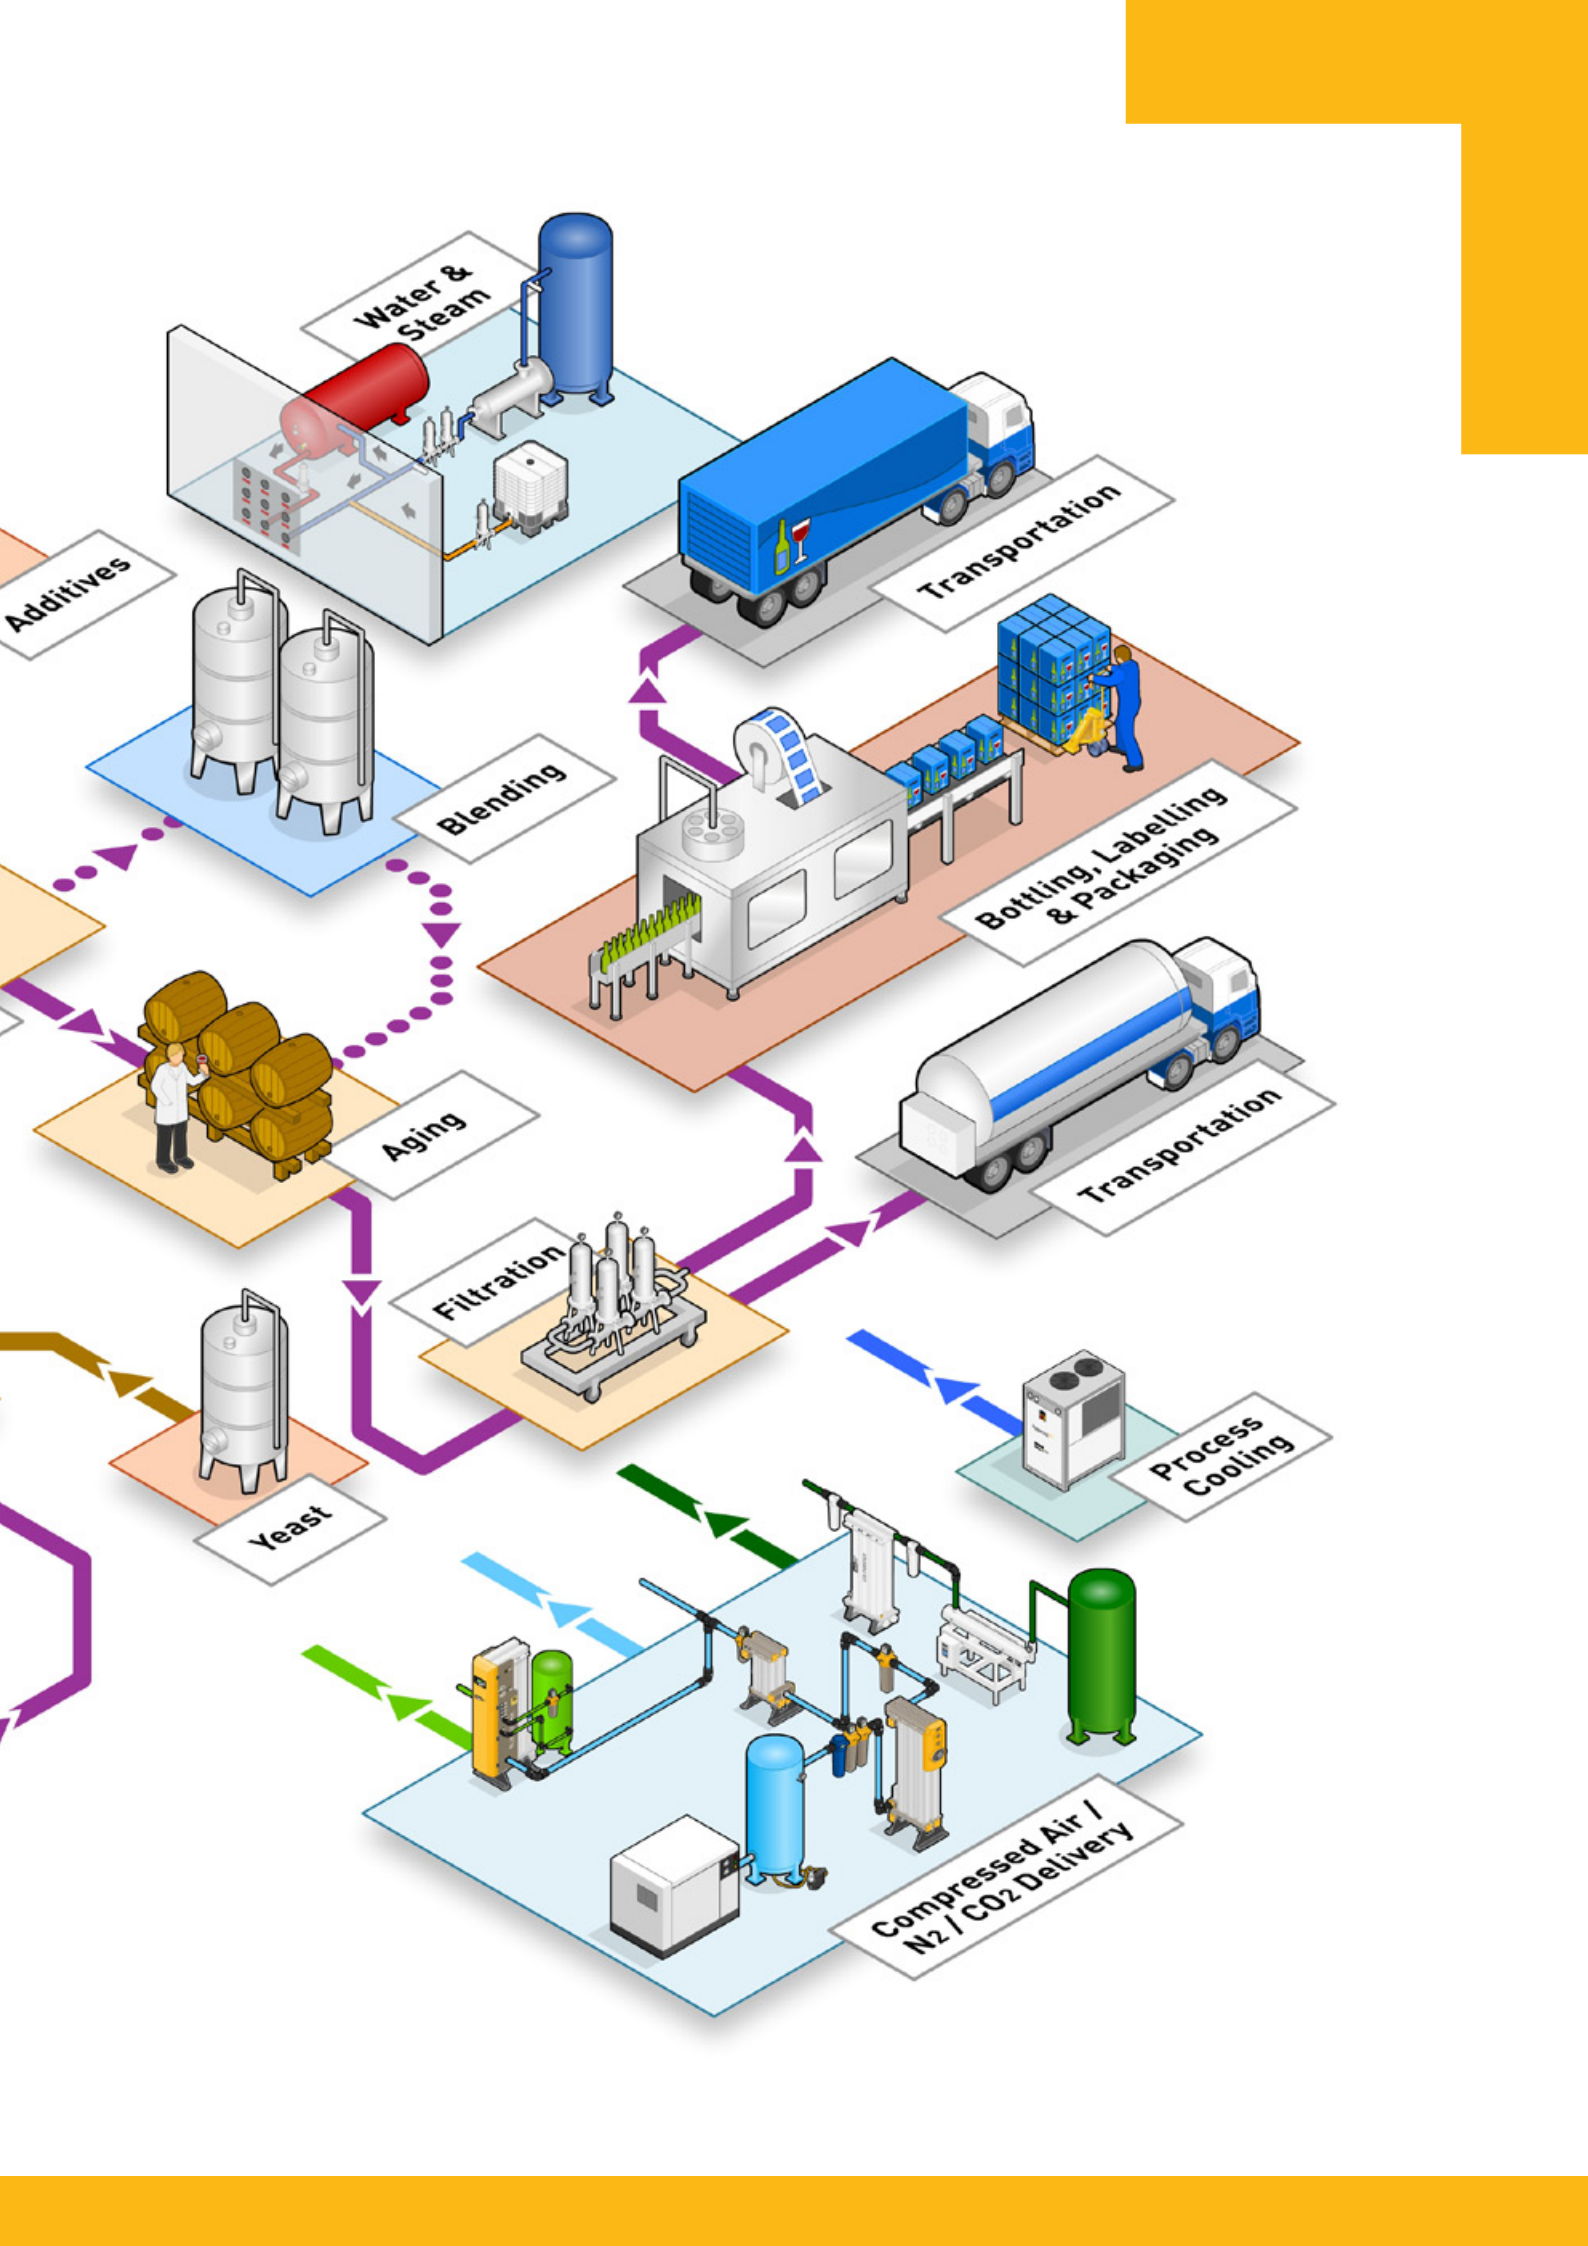 Water &
Steam
Transportation
Additives
Blending
Bottling, Labelling
& Packaging
Aging
Transportation
Filtration
Process
Cooling
Yeast
Compressed Air /
N2 / CO2 Delivery